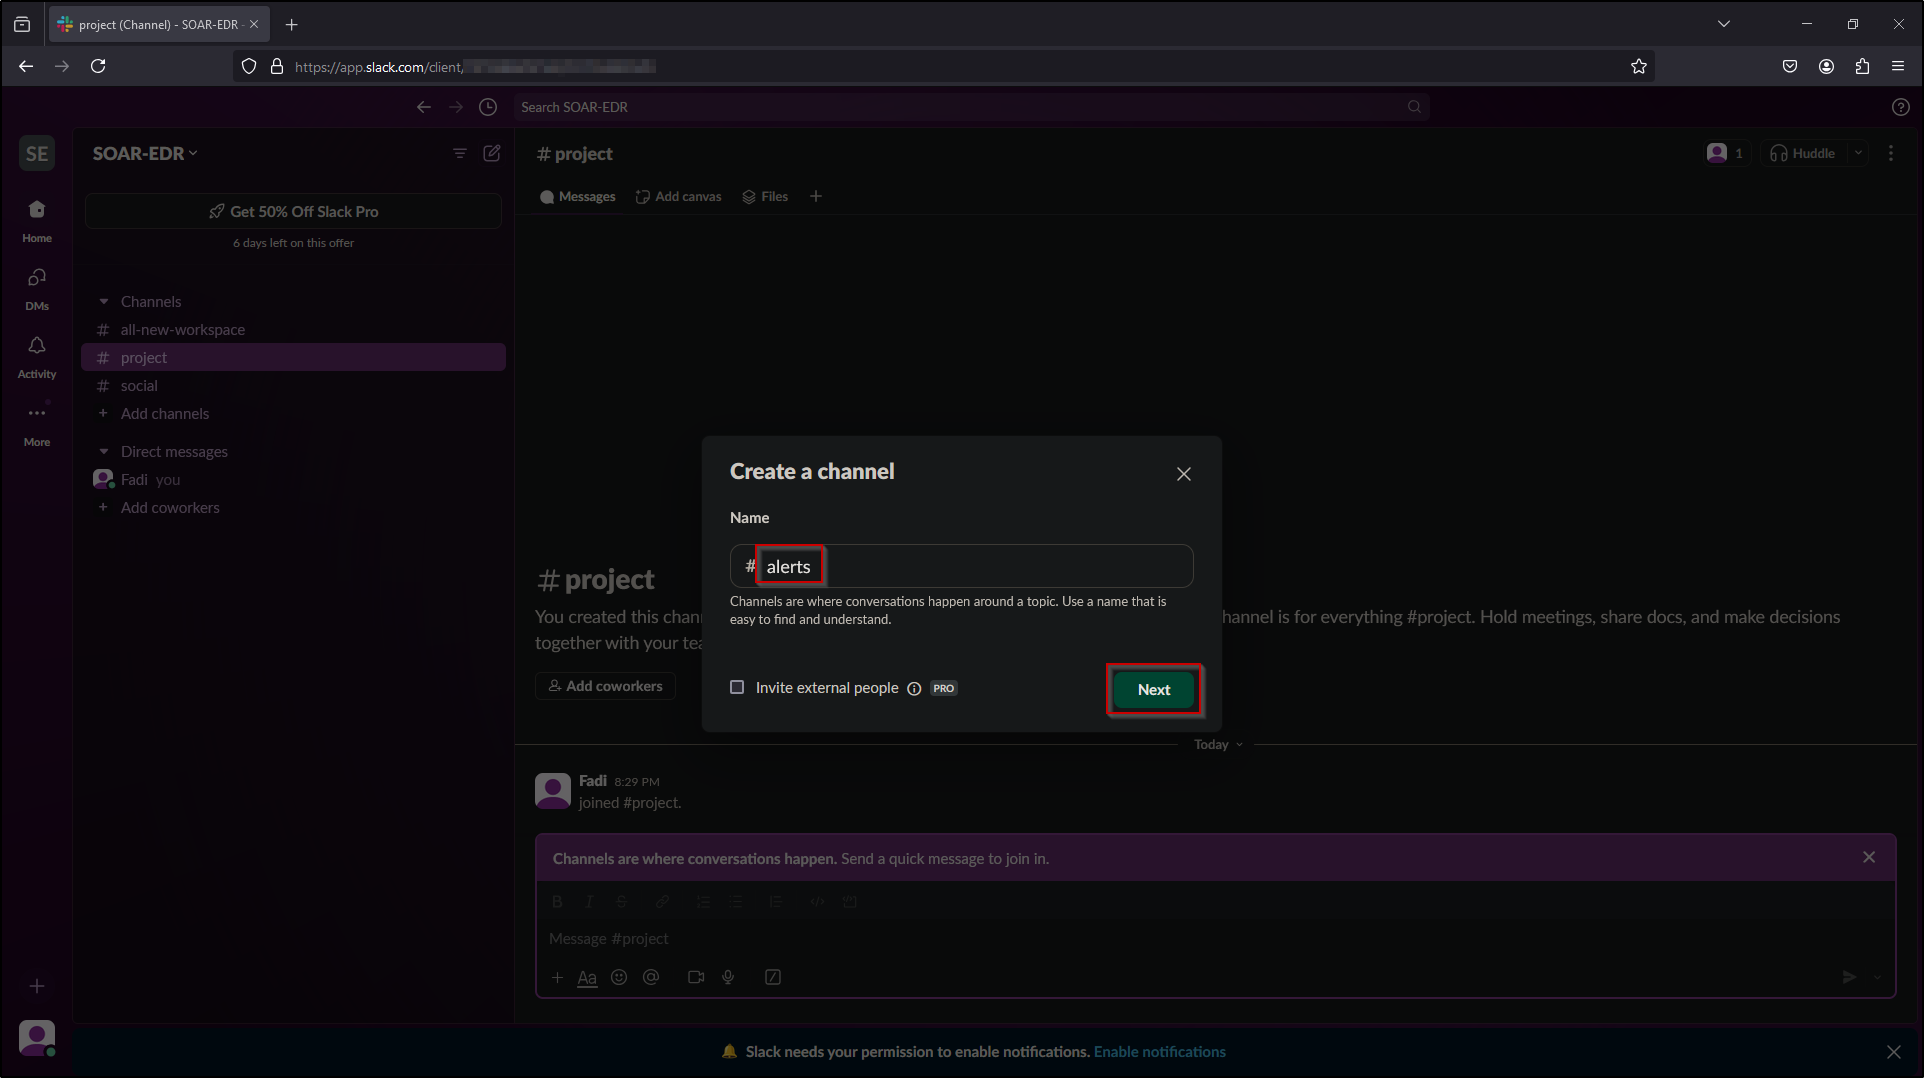 project (Channel) - SOAR-EDR -
https://app.slack.com/client/
Search SOAR-EDR
SE
SOAR-EDR
# project
1
Huddle
Messages
Add canvas
Files
Get 50% Off Slack Pro
6 days left on this offer
Home
DMs
Activity
More
Channels
# all-new-workspace
# project
# social
+ Add channels
Direct messages
Fadi you
+ Add coworkers
Create a channel
Name
# alerts
Channels are where conversations happen around a topic. Use a name that is
easy to find and understand.
Invite external people PRO
Next
# project
You created this chan hannel is for everything #project. Hold meetings, share docs, and make decisions
together with your tea
Add coworkers
Today
Fadi 8:29 PM
joined #project.
Channels are where conversations happen. Send a quick message to join in.
Message #project
Aa
Slack needs your permission to enable notifications. Enable notifications